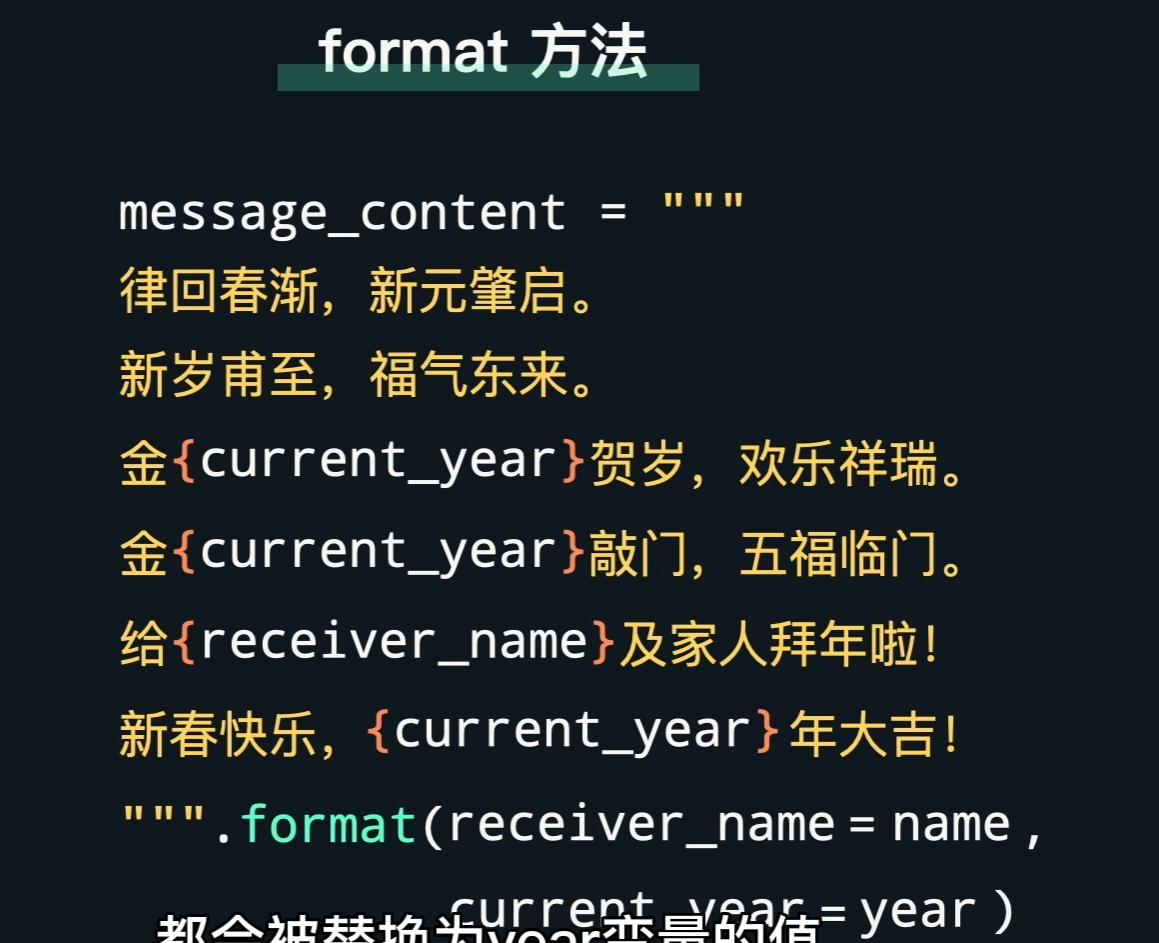 format 方法
message_content = """
律回春渐，新元肇启。
新岁甫至，福气东来。
金{current_year}贺岁，欢乐祥瑞。
金{current_year}敲门，五福临门。
给{receiver_name}及家人拜年啦！
新春快乐，{current_year}年大吉！
""".format(receiver_name=name,
current_year=year)
都会被替换为year变量的值